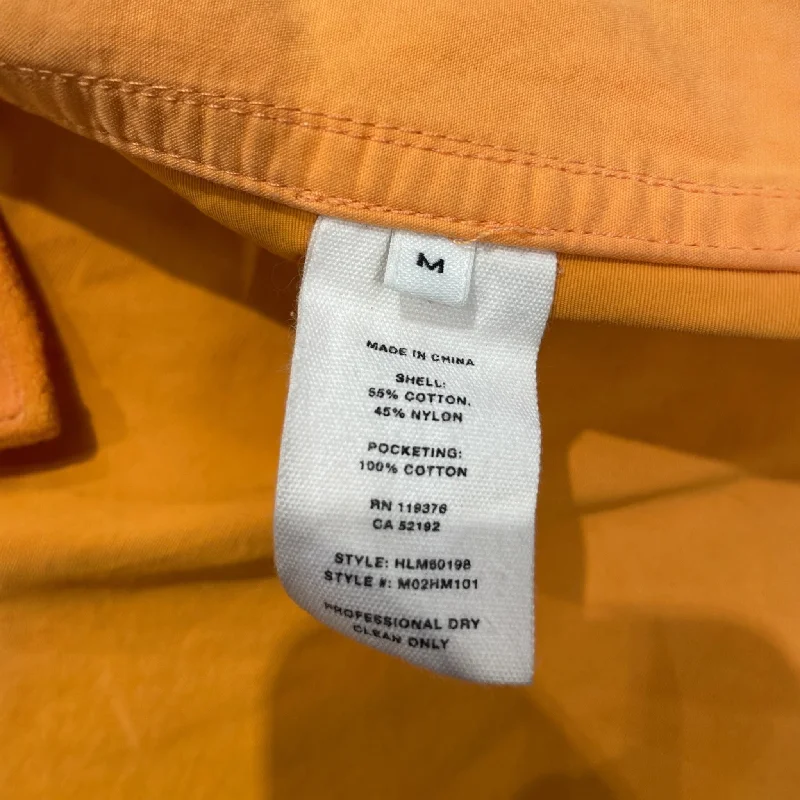 M
MADE IN CHINA
SHELL:
55% COTTON,
45% NYLON
POCKETING:
100% COTTON
RN 119376
CA 52192
STYLE: HLM60198
STYLE #: M02HM101
PROFESSIONAL DRY
CLEAN ONLY